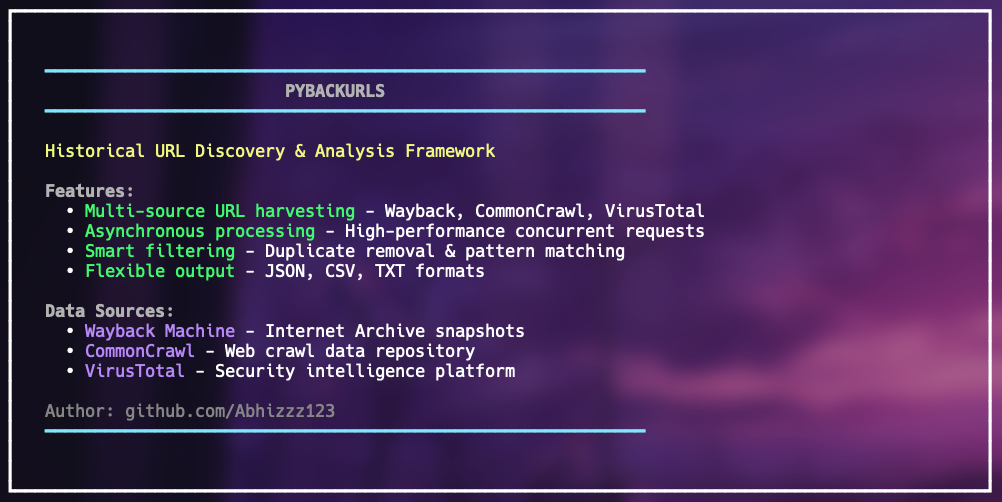 PYBACKURLS
Historical URL Discovery & Analysis Framework
Features:
• Multi-source URL harvesting - Wayback, CommonCrawl, VirusTotal
• Asynchronous processing - High-performance concurrent requests
• Smart filtering - Duplicate removal & pattern matching
• Flexible output - JSON, CSV, TXT formats
Data Sources:
• Wayback Machine - Internet Archive snapshots
• CommonCrawl - Web crawl data repository
• VirusTotal - Security intelligence platform
Author: github.com/Abhizzz123